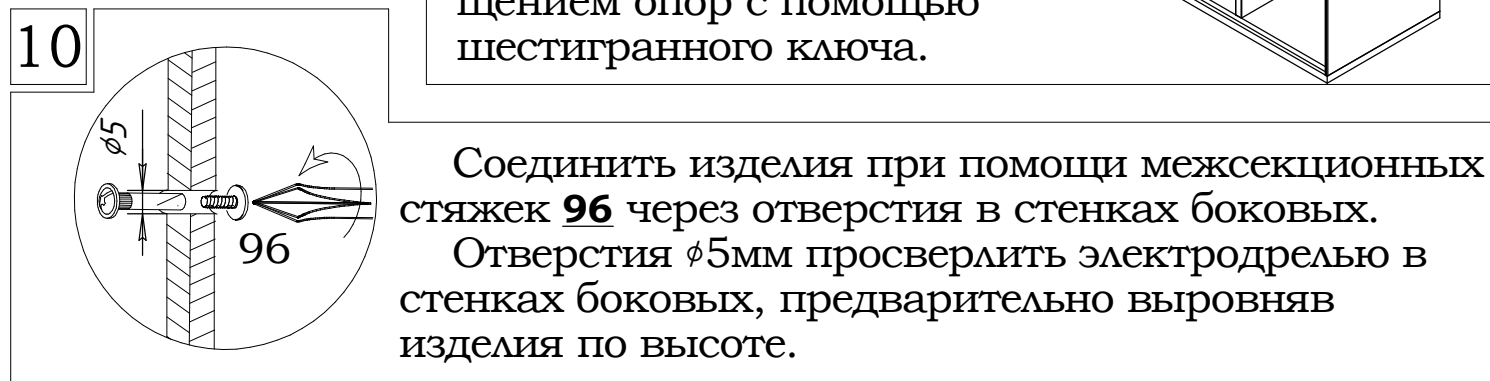 щением опор с помощью
шестигранного ключа.
10
⌀5
96
Соединить изделия при помощи межсекционных
стяжек 96 через отверстия в стенках боковых.
Отверстия ⌀5мм просверлить электродрелью в
стенках боковых, предварительно выровняв
изделия по высоте.